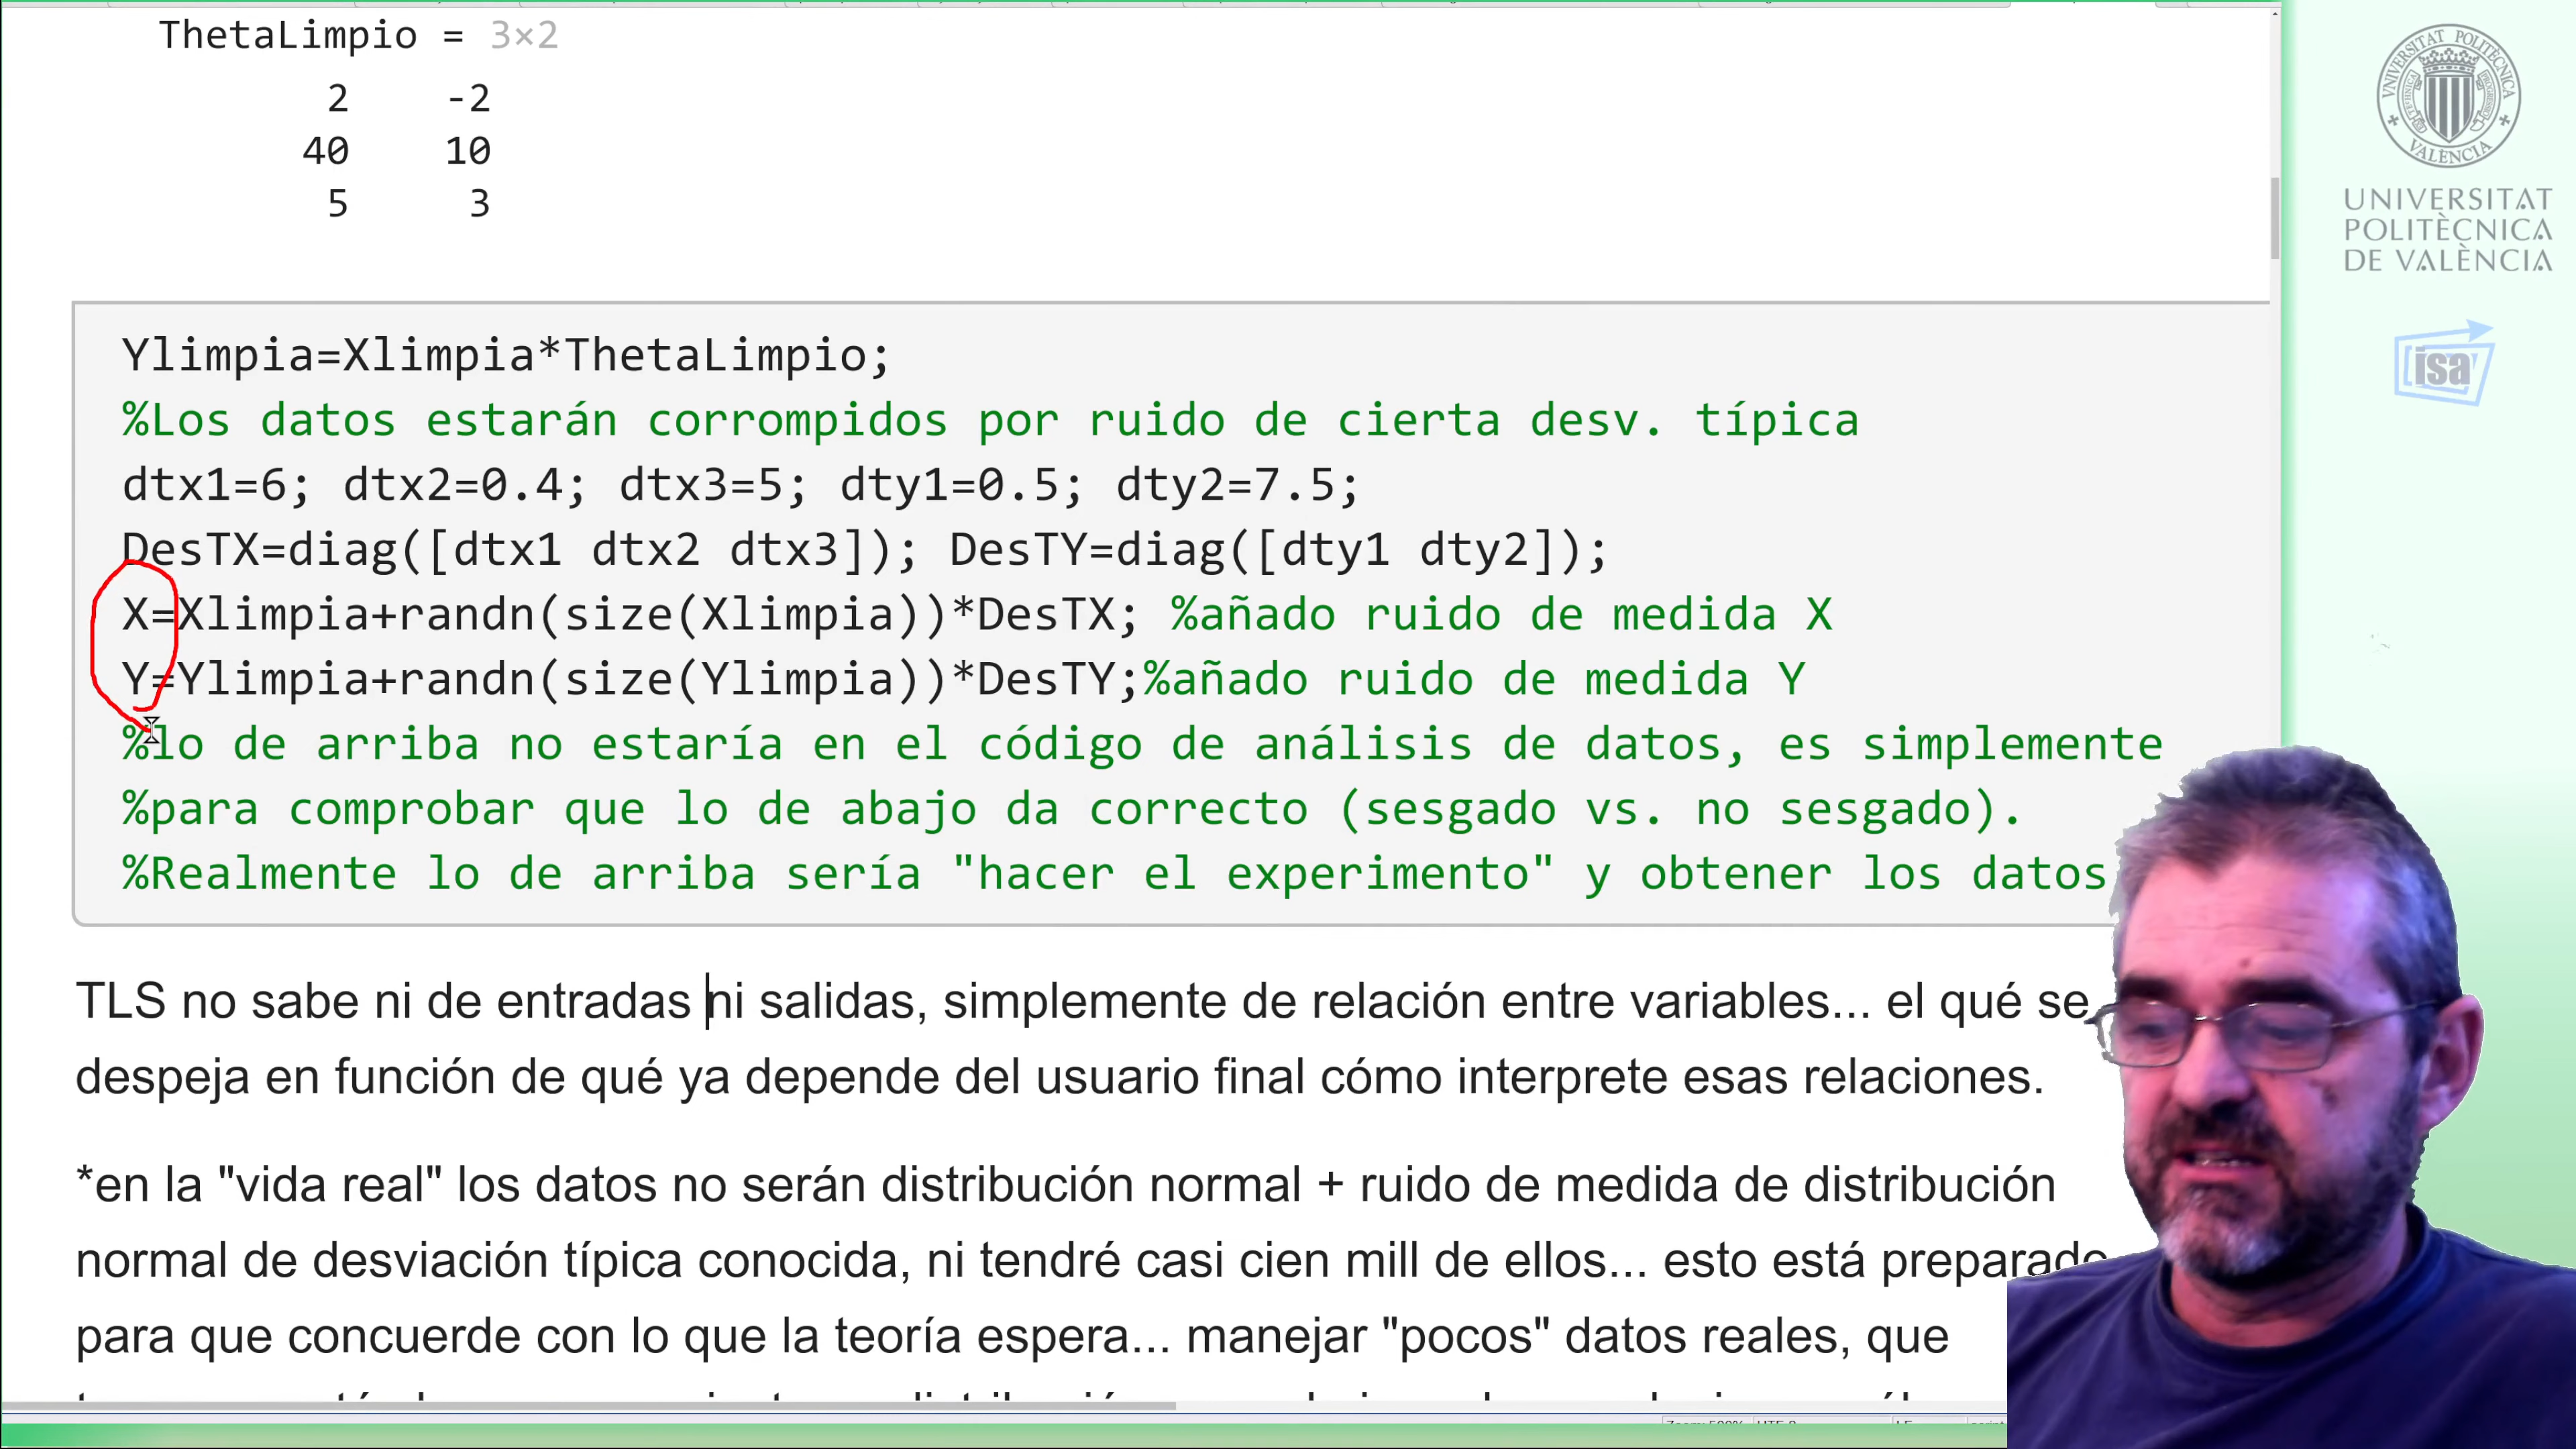 ThetaLimpio = 3×2
2 -2
40 10
5 3
Ylimpia=Xlimpia*ThetaLimpio;
%Los datos estarán corrompidos por ruido de cierta desv. típica
dtx1=6; dtx2=0.4; dtx3=5; dty1=0.5; dty2=7.5;
DesTX=diag([dtx1 dtx2 dtx3]); DesTY=diag([dty1 dty2]);
X=Xlimpia+randn(size(Xlimpia))*DesTX; %añado ruido de medida X
Y=Ylimpia+randn(size(Ylimpia))*DesTY;%añado ruido de medida Y
%lo de arriba no estaría en el código de análisis de datos, es simplemente
%para comprobar que lo de abajo da correcto (sesgado vs. no sesgado).
%Realmente lo de arriba sería "hacer el experimento" y obtener los datos
TLS no sabe ni de entradas ni salidas, simplemente de relación entre variables... el qué se
despeja en función de qué ya depende del usuario final cómo interprete esas relaciones.
*en la "vida real" los datos no serán distribución normal + ruido de medida de distribución
normal de desviación típica conocida, ni tendré casi cien mill de ellos... esto está preparado
para que concuerde con lo que la teoría espera... manejar "pocos" datos reales, que
UNIVERSITAT POLITÈCNICA
VALÈNCIA
UNIVERSITAT
POLITÈCNICA
DE VALÈNCIA
isa